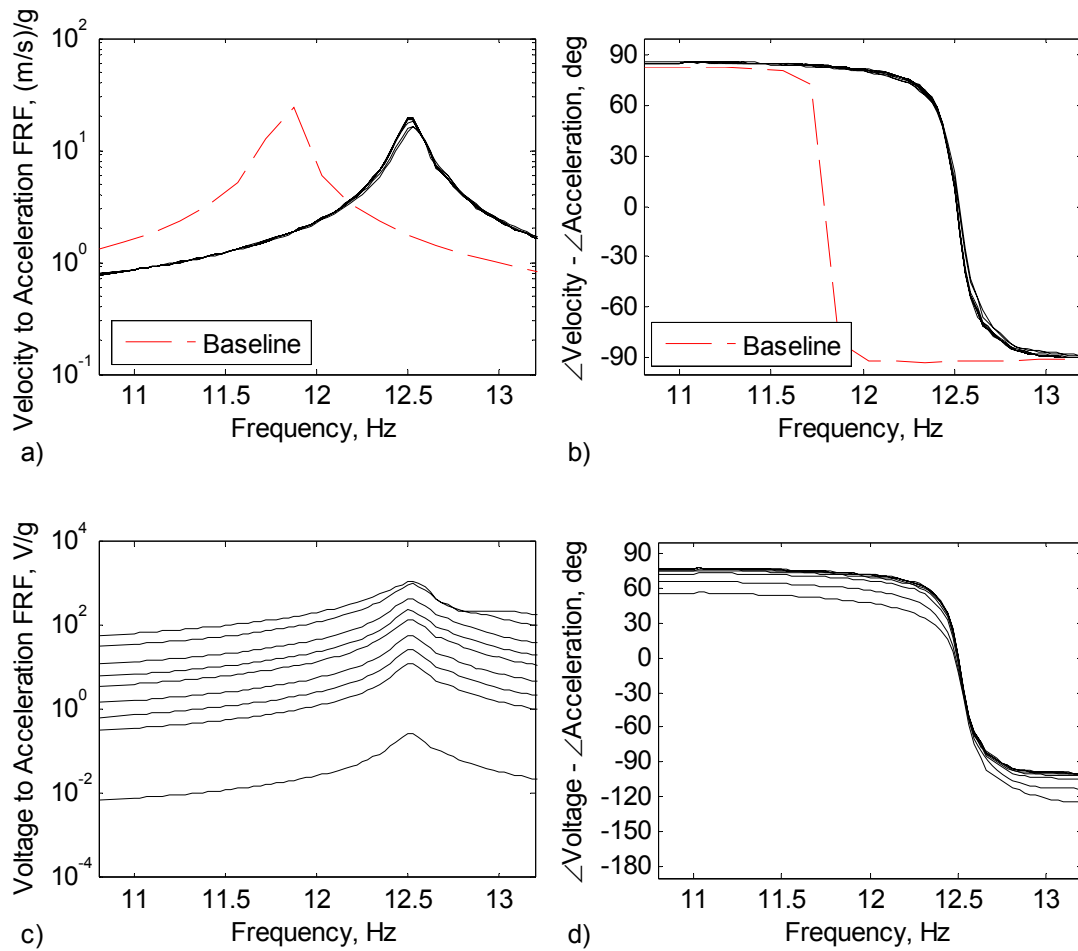 Velocity to Acceleration FRF, (m/s)/g
10^2
10^1
10^0
10^-1
Baseline
11 11.5 12 12.5 13
Frequency, Hz
a)
∠Velocity - ∠Acceleration, deg
90
60
30
0
-30
-60
-90
Baseline
11 11.5 12 12.5 13
Frequency, Hz
b)
Voltage to Acceleration FRF, V/g
10^4
10^2
10^0
10^-2
10^-4
11 11.5 12 12.5 13
Frequency, Hz
c)
∠Voltage - ∠Acceleration, deg
90
60
30
0
-30
-60
-90
-120
-150
-180
11 11.5 12 12.5 13
Frequency, Hz
d)